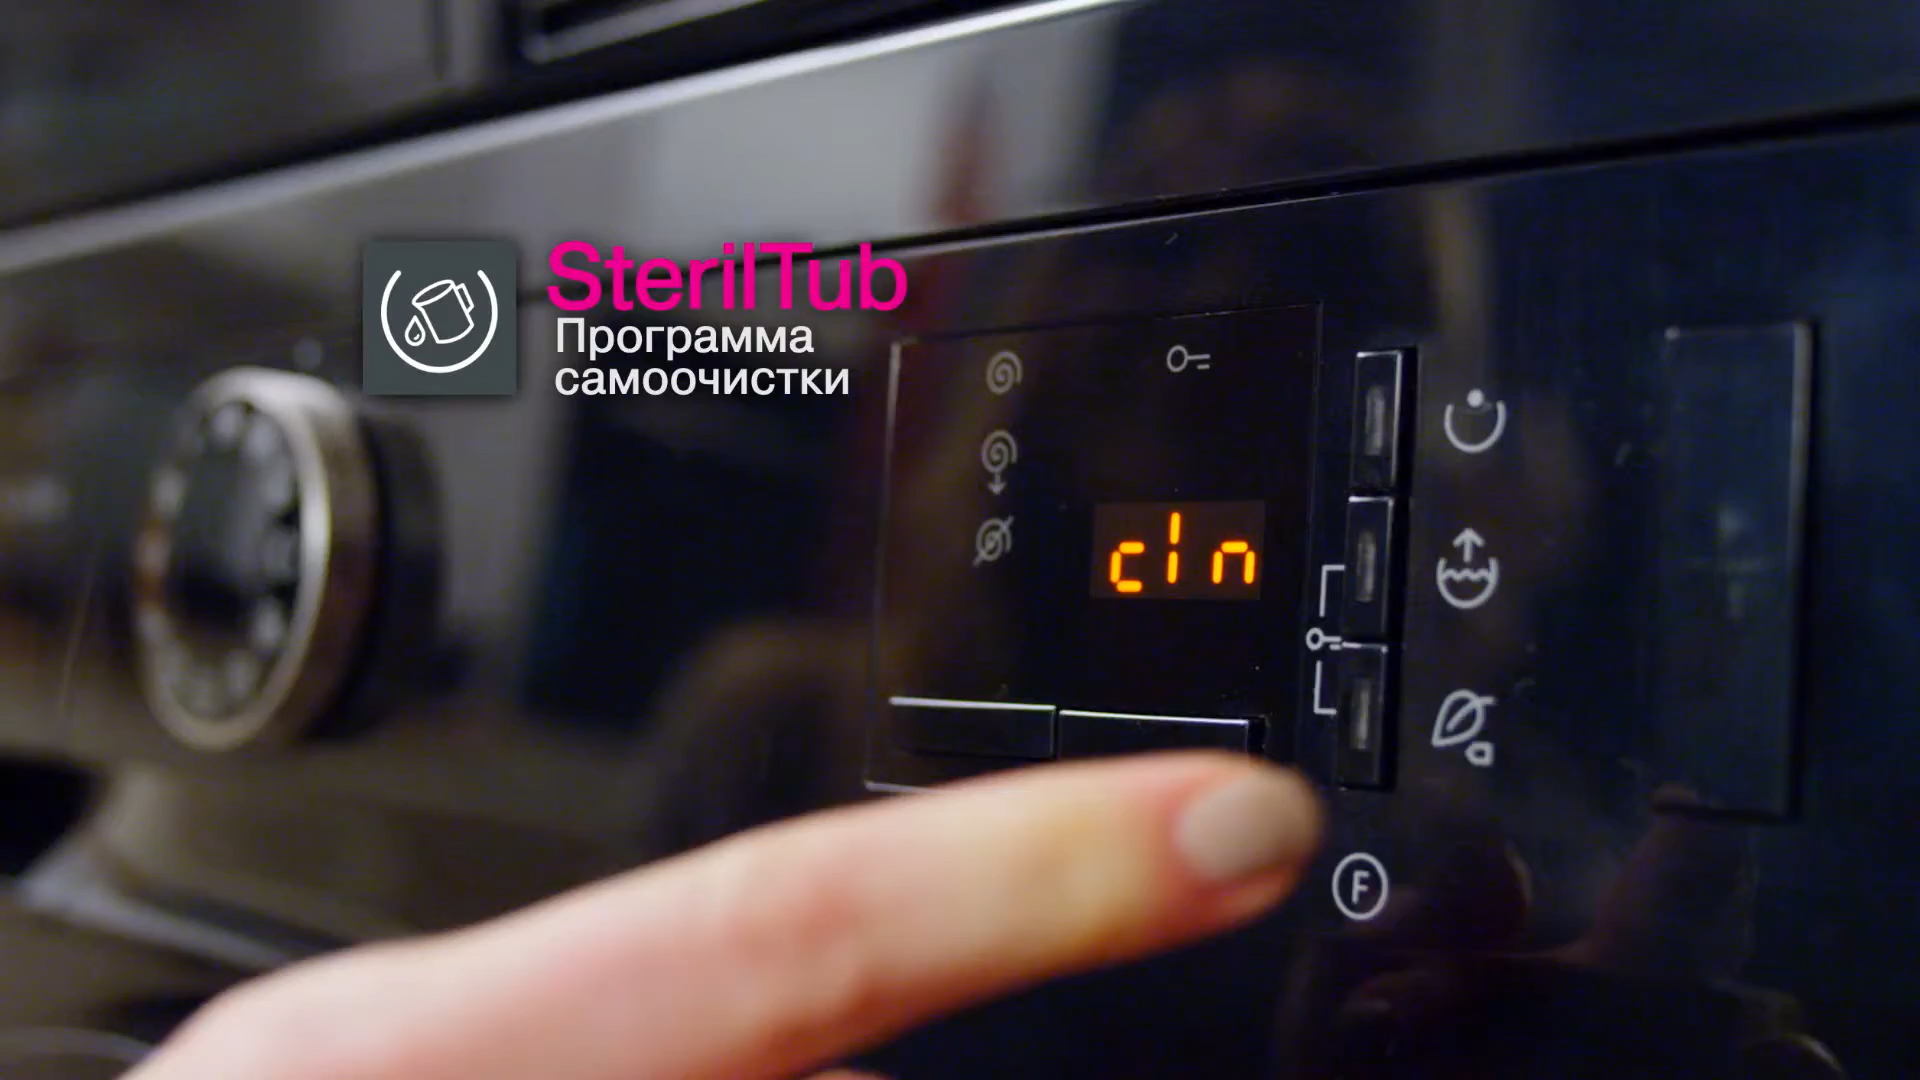 SterilTub
Программа
самоочистки
cln
F